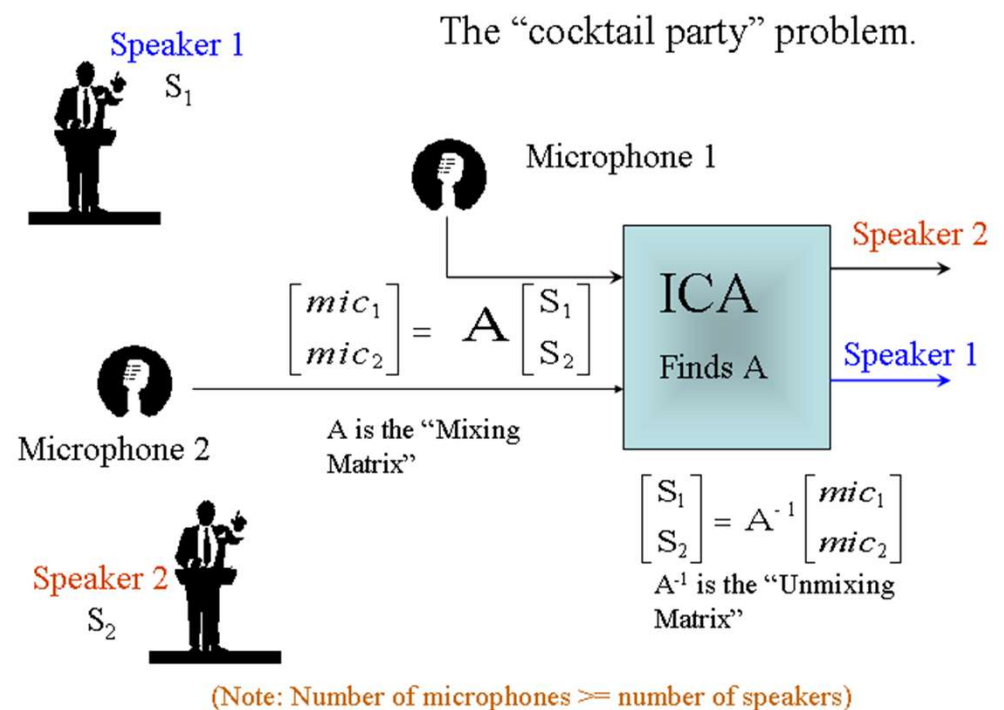 The “cocktail party” problem.
Speaker 1
S₁
Microphone 1
Speaker 2
ICA
Finds A
Speaker 1
[mic₁
mic₂] = A [S₁
S₂]
Microphone 2
A is the “Mixing
Matrix”
[S₁
S₂] = A⁻¹ [mic₁
mic₂]
A⁻¹ is the “Unmixing
Matrix”
Speaker 2
S₂
(Note: Number of microphones >= number of speakers)